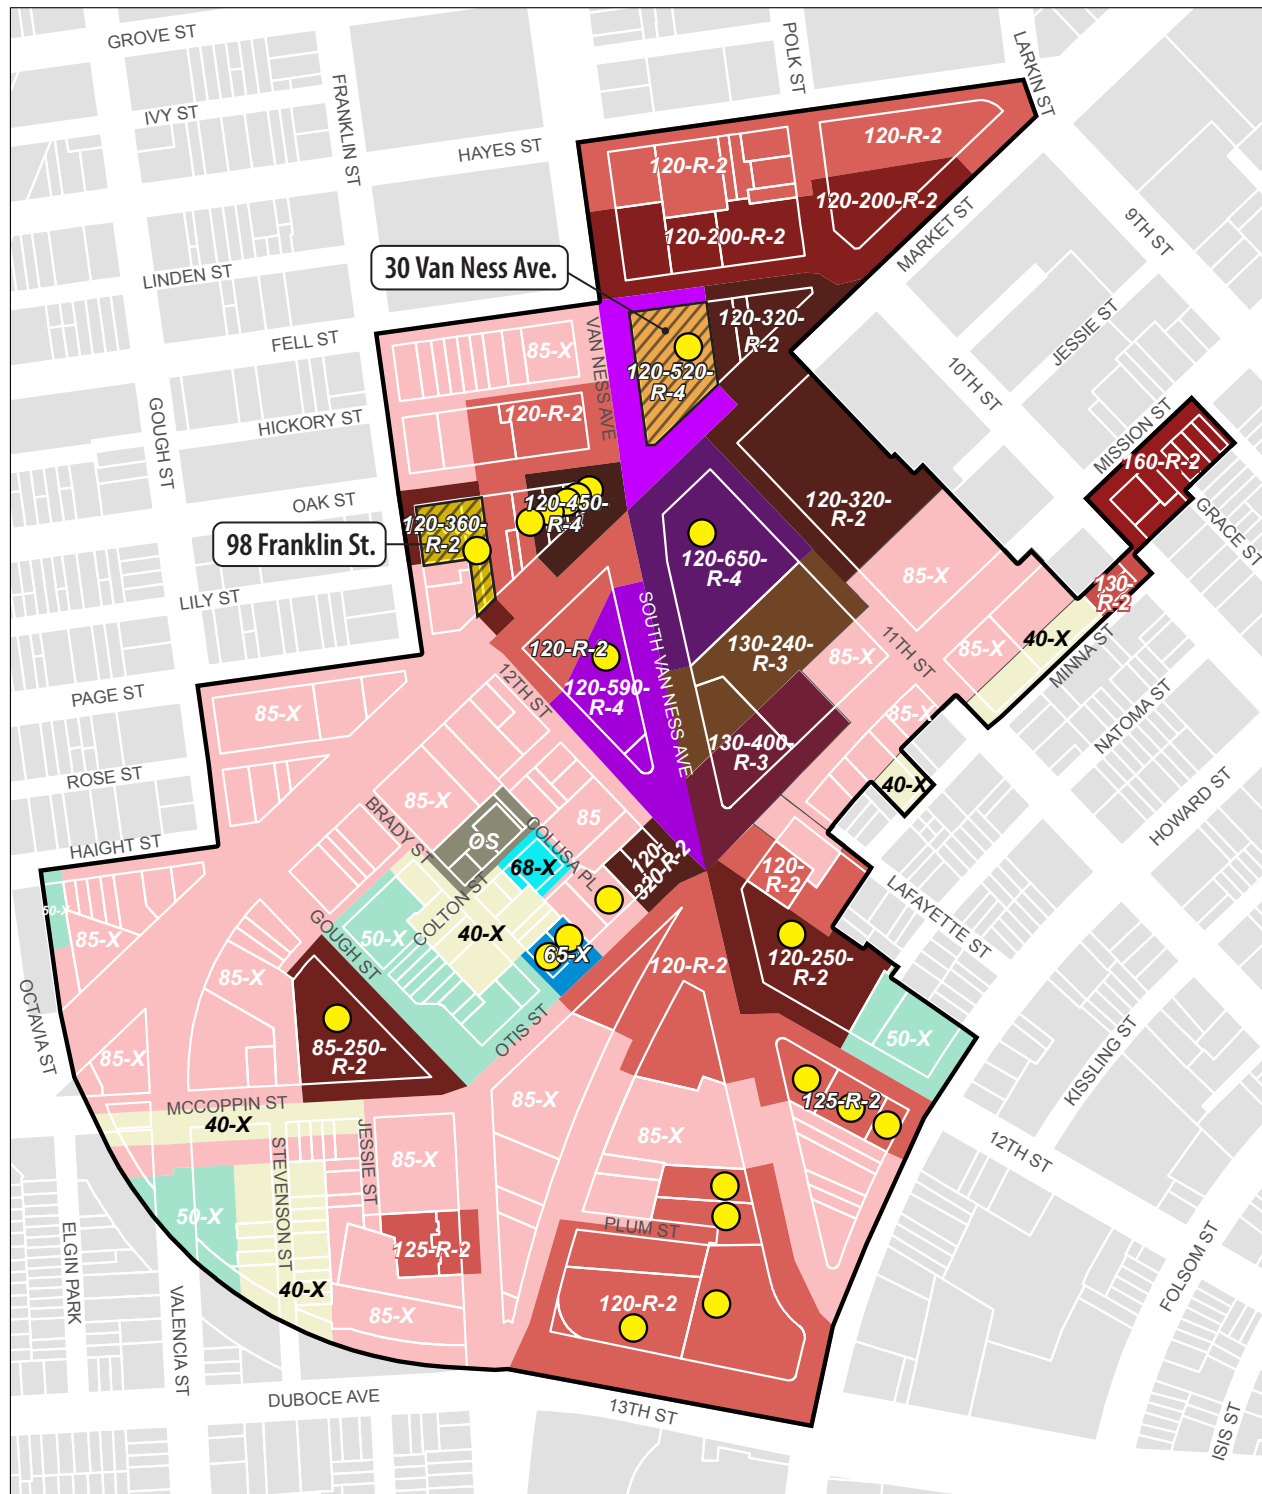 GROVE ST
POLK ST
LARKIN ST
IVY ST
FRANKLIN ST
HAYES ST
120-R-2
120-R-2
120-200-R-2
120-200-R-2
MARKET ST
9TH ST
30 Van Ness Ave.
LINDEN ST
FELL ST
VAN NESS AVE
85-X
120-320-
R-2
120-520-
R-4
JESSIE ST
10TH ST
GOUGH ST
HICKORY ST
120-R-2
MISSION ST
160-R-2
GRACE ST
OAK ST
120-360-
R-2
120-450-
R-4
120-320-
R-2
98 Franklin St.
120-650-
R-4
85-X
130-
R-2
LILY ST
SOUTH VAN NESS AVE
130-240-
R-3
11TH ST
85-X
85-X
40-X
MINNA ST
120-R-2
120-590-
R-4
12TH ST
PAGE ST
85-X
85-X
NATOMA ST
130-400-
R-3
ROSE ST
85-X
40-X
HOWARD ST
HAIGHT ST
BRADY ST
OS
COLUSA PL
85
68-X
120-
320-R-2
120-
R-2
LAFAYETTE ST
50-X
85-X
GOUGH ST
50-X
COLTON ST
40-X
65-X
120-R-2
120-250-
R-2
85-X
OCTAVIA ST
OTIS ST
50-X
85-X
85-250-
R-2
KISSLING ST
MCCOPPIN ST
40-X
85-X
125-R-2
85-X
12TH ST
STEVENSON ST
JESSIE ST
85-X
50-X
ELGIN PARK
PLUM ST
125-R-2
FOLSOM ST
40-X
VALENCIA ST
85-X
120-R-2
DUBOCE AVE
13TH ST
ISIS ST